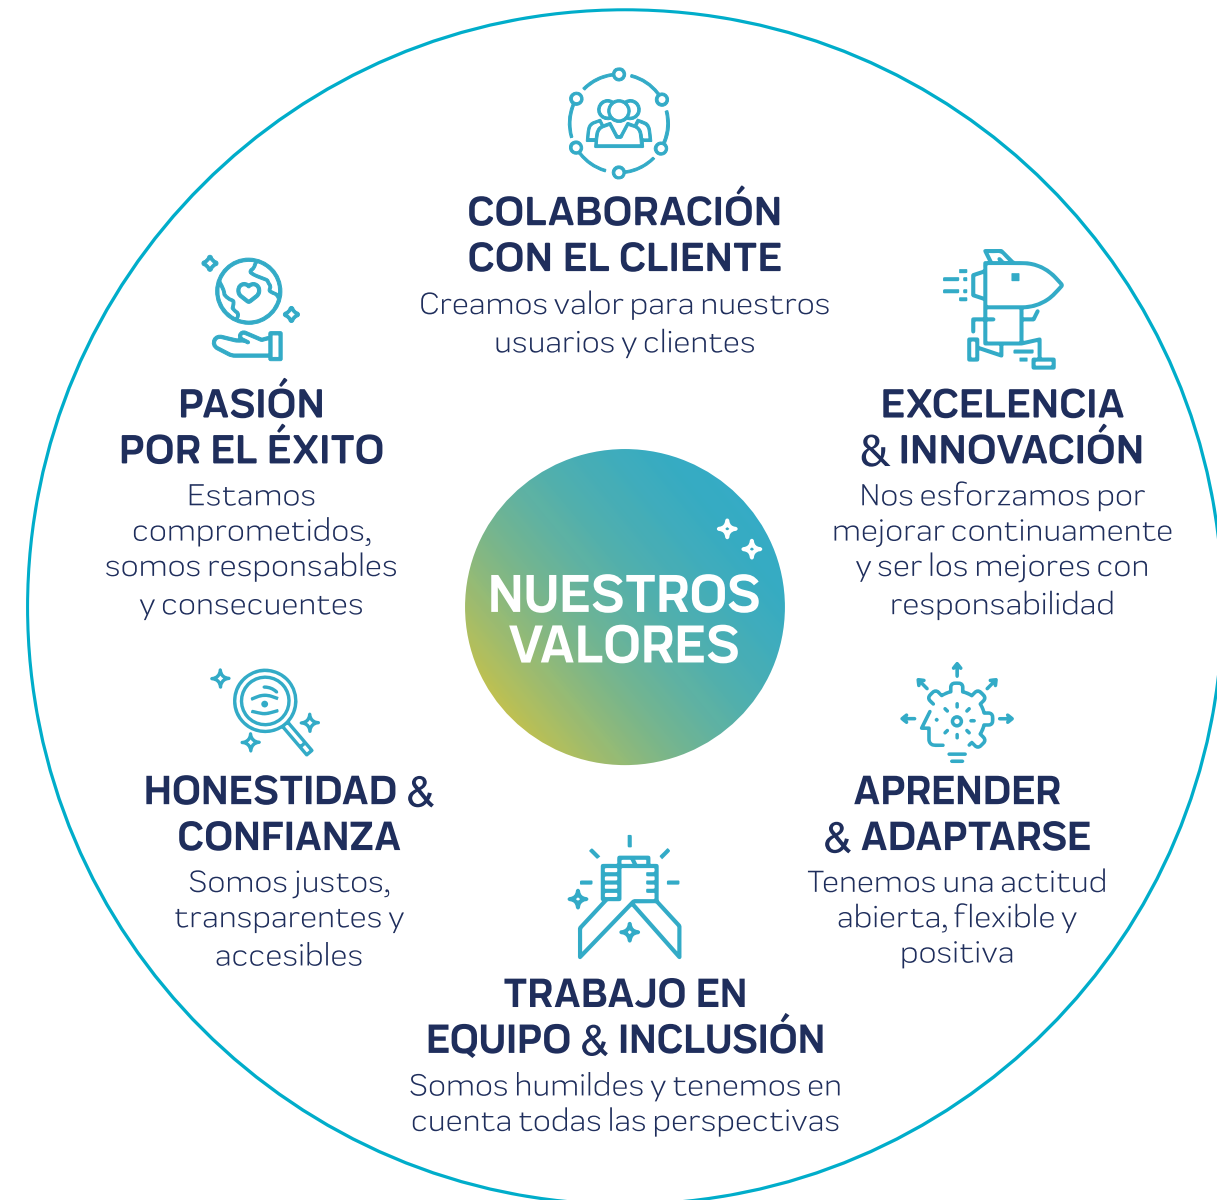 COLABORACIÓN
CON EL CLIENTE
Creamos valor para nuestros
usuarios y clientes
PASIÓN
POR EL ÉXITO
Estamos
comprometidos,
somos responsables
y consecuentes
EXCELENCIA
& INNOVACIÓN
Nos esforzamos por
mejorar continuamente
y ser los mejores con
responsabilidad
NUESTROS
VALORES
HONESTIDAD &
CONFIANZA
Somos justos,
transparentes y
accesibles
APRENDER
& ADAPTARSE
Tenemos una actitud
abierta, flexible y
positiva
TRABAJO EN
EQUIPO & INCLUSIÓN
Somos humildes y tenemos en
cuenta todas las perspectivas